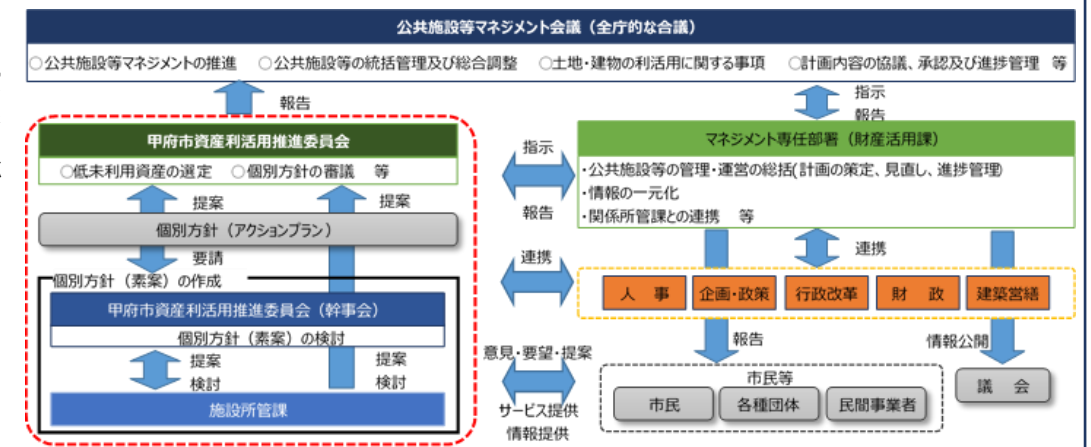 公共施設等マネジメント会議（全庁的な合議）
○公共施設等マネジメントの推進　○公共施設等の統括管理及び総合調整　○土地・建物の利活用に関する事項　○計画内容の協議、承認及び進捗管理　等
報告
指示
報告
甲府市資産利活用推進委員会
○低未利用資産の選定　○個別方針の審議　等
指示
報告
マネジメント専任部署（財産活用課）
・公共施設等の管理・運営の総括(計画の策定、見直し、進捗管理)
・情報の一元化
・関係所管課との連携　等
提案
提案
個別方針（アクションプラン）
要請
連携
連携
個別方針（素案）の作成
甲府市資産利活用推進委員会（幹事会）
個別方針（素案）の検討
人　事
企画・政策
行政改革
財　政
建築営繕
提案
検討
提案
検討
施設所管課
意見・要望・提案
サービス提供
情報提供
報告
情報公開
市民等
市民
各種団体
民間事業者
議　会